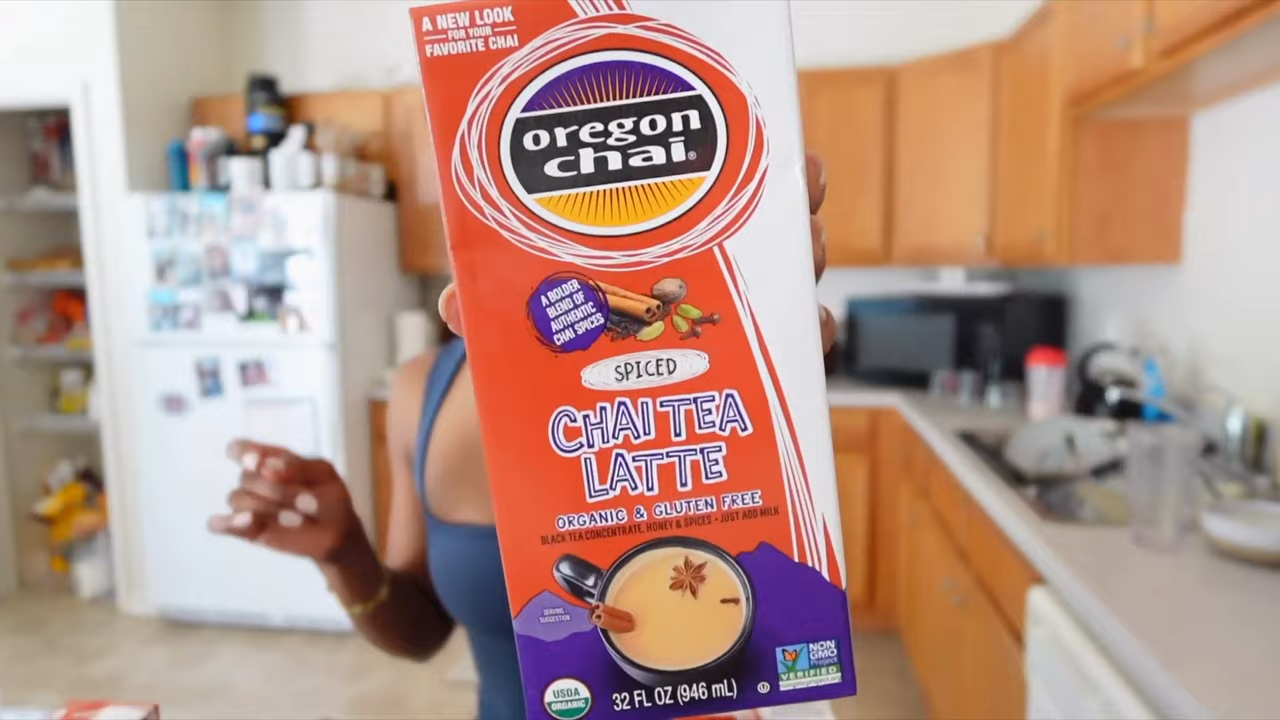 A NEW LOOK
FOR YOUR
FAVORITE CHAI
oregon
chai®
A BOLDER
BLEND OF
AUTHENTIC
CHAI SPICES
SPICED
CHAI TEA
LATTE
ORGANIC & GLUTEN FREE
BLACK TEA CONCENTRATE, HONEY & SPICES • JUST ADD MILK
SERVING
SUGGESTION
USDA
ORGANIC
32 FL OZ (946 mL)
U
NON
GMO
Project
VERIFIED
nongmoproject.org